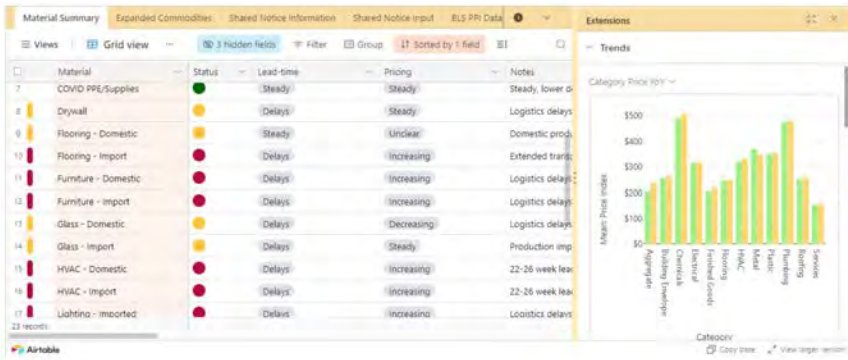 Material Summary Expanded Commodities Shared Notice Information Shared Notice Input BLS PPI Data
Extensions
Views Grid view ... 3 hidden fields Filter Group Sorted by 1 field
Trends
Material Status Lead-time Pricing Notes
Category Price YoY
7 COVID PPE/Supplies Steady Steady Steady, lower
8 Drywall Delays Steady Logistics delays
9 Flooring - Domestic Steady Unclear Domestic
10 Flooring - Import Delays Increasing Extended
11 Furniture - Domestic Delays Increasing Logistics delays
12 Furniture - Import Delays Increasing Logistics delays
13 Glass - Domestic Delays Decreasing Logistics delays
14 Glass - Import Delays Steady Production imp
15 HVAC - Domestic Delays Increasing 22-26 week lea
16 HVAC - Import Delays Increasing 22-26 week lea
17 Lighting - Imported Delays Increasing Logistics delays
23 records
Mean Price Index
$500
$400
$300
$200
$100
$0
Aggregate
Building Envelope
Chemicals
Electrical
Finished Goods
Flooring
HVAC
Metal
Plastic
Plumbing
Roofing
Services
Category
Airtable
Copy base View larger version